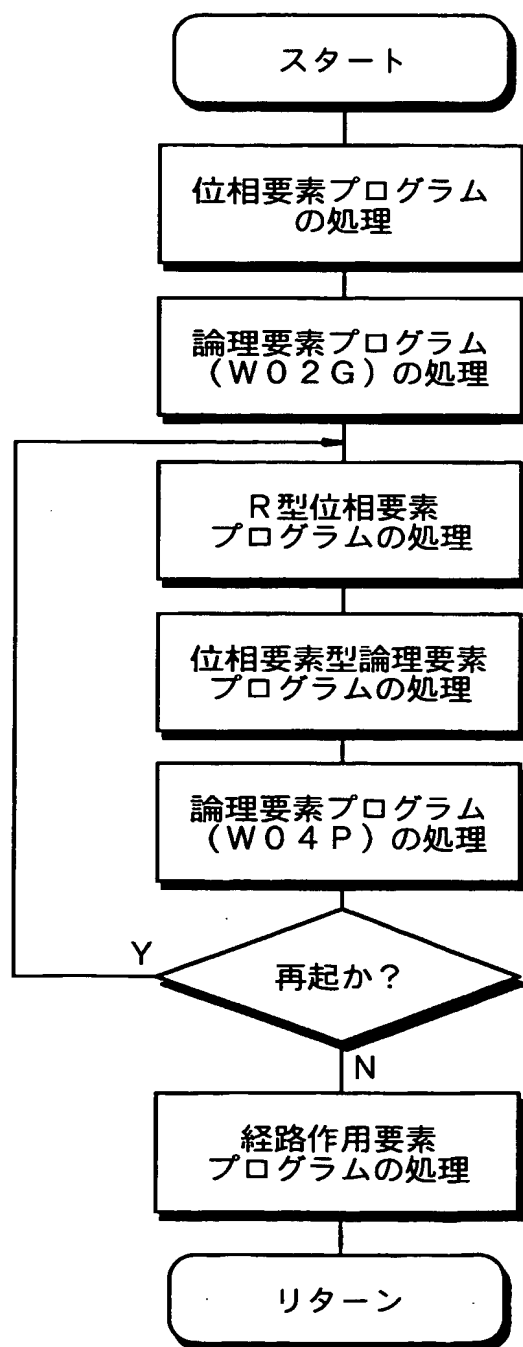 スタート
位相要素プログラム
の処理
論理要素プログラム
(W02G)の処理
R型位相要素
プログラムの処理
位相要素型論理要素
プログラムの処理
論理要素プログラム
(W04P)の処理
Y
再起か?
N
経路作用要素
プログラムの処理
リターン